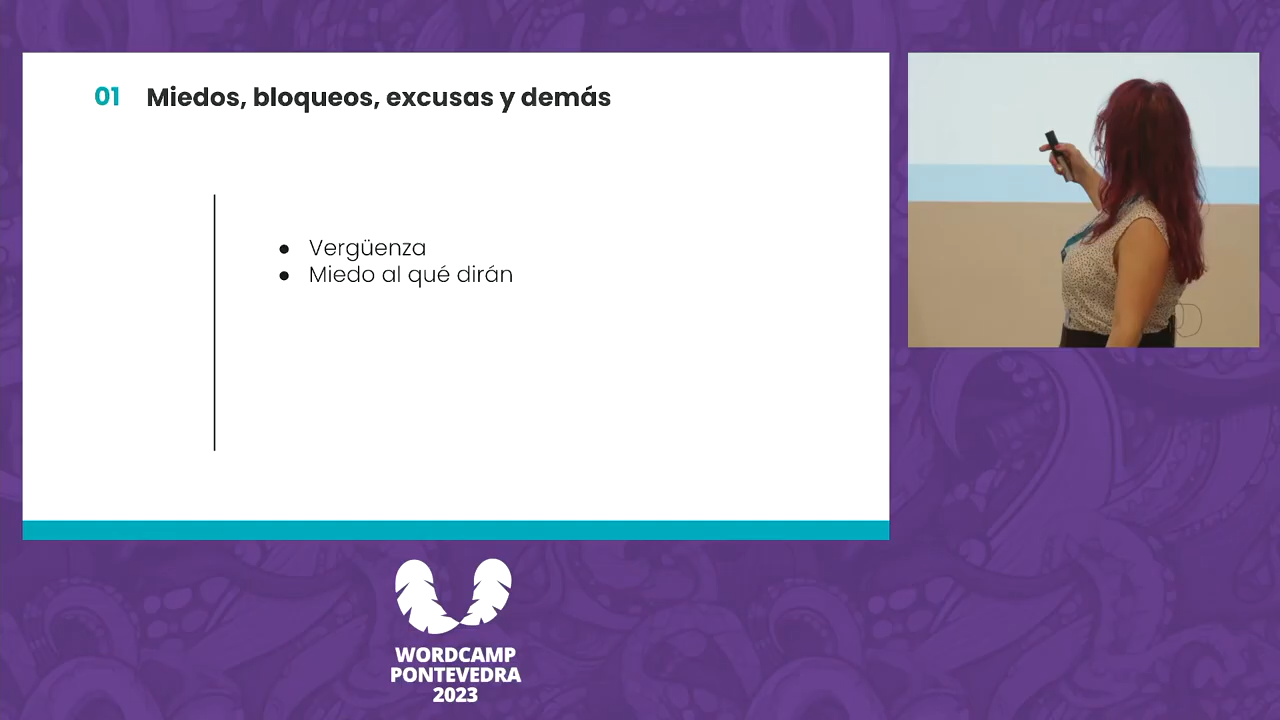 01 Miedos, bloqueos, excusas y demás
● Vergüenza
● Miedo al qué dirán
WORDCAMP
PONTEVEDRA
2023